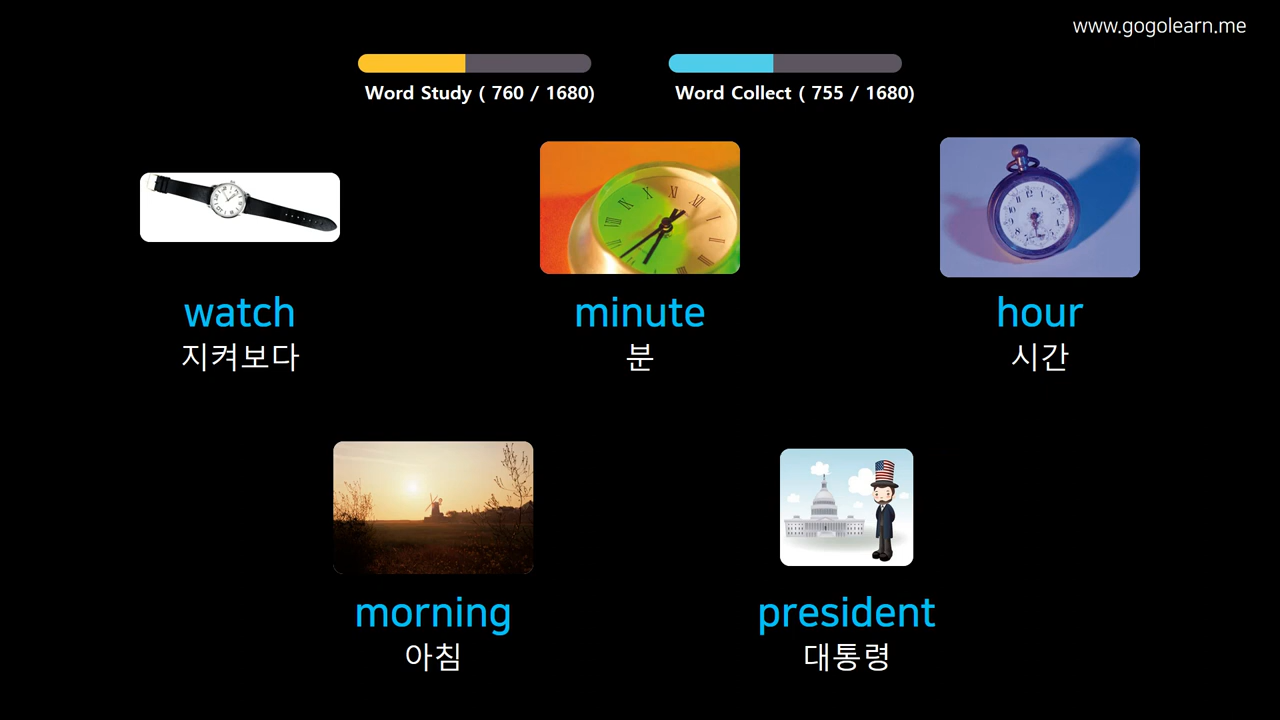 www.gogolearn.me
Word Study ( 760 / 1680)
Word Collect ( 755 / 1680)
watch
지켜보다
minute
분
hour
시간
morning
아침
president
대통령